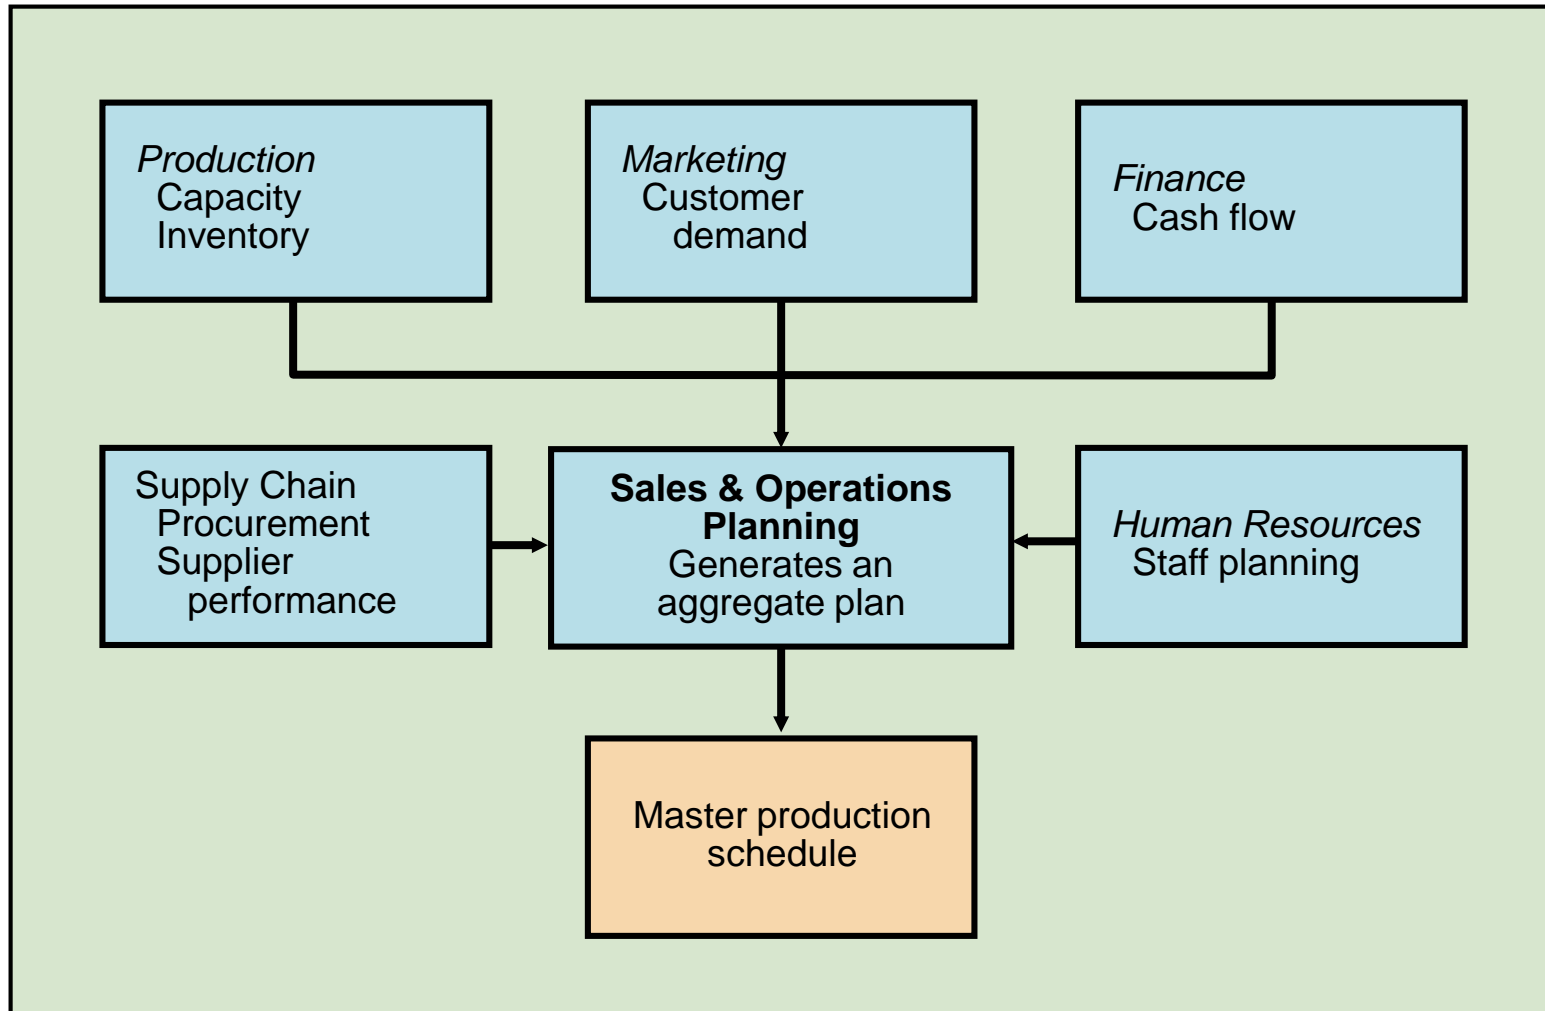 Production
Capacity
Inventory
Marketing
Customer
demand
Finance
Cash flow
Supply Chain
Procurement
Supplier
performance
Sales & Operations
Planning
Generates an
aggregate plan
Human Resources
Staff planning
Master production
schedule